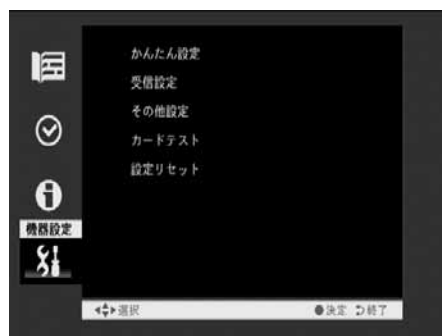 かんたん設定
受信設定
その他設定
カードテスト
設定リセット
機器設定
選択 ●決定 ⮌終了